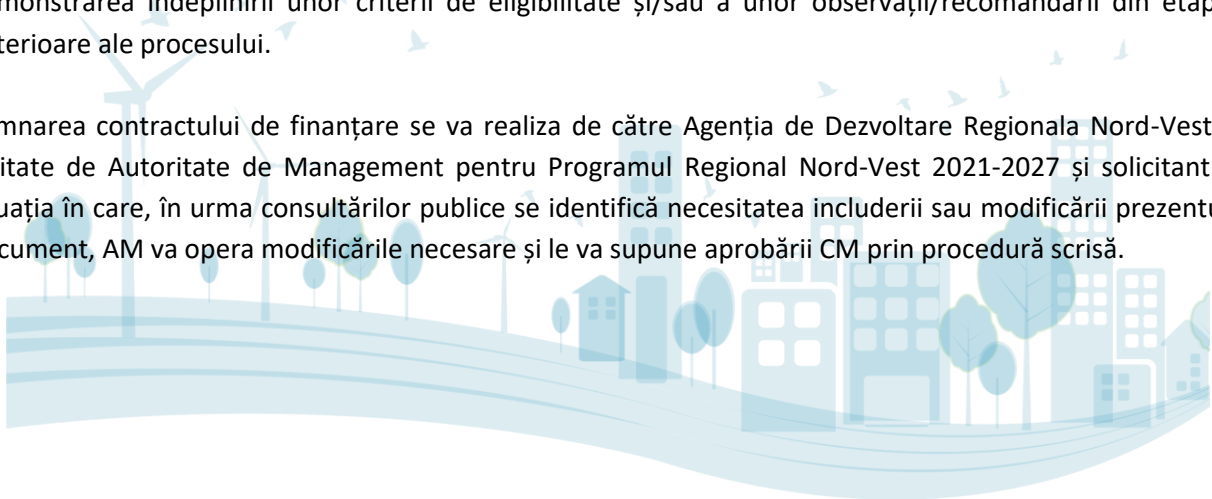 monstrarea îndeplinirii unor criterii de eligibilitate și/sau a unor observații/recomandării din etap
terioare ale procesului.
mnarea contractului de finanțare se va realiza de către Agenția de Dezvoltare Regionala Nord-Vest
itate de Autoritate de Management pentru Programul Regional Nord-Vest 2021-2027 și solicitant
uația în care, în urma consultărilor publice se identifică necesitatea includerii sau modificării prezentu
cument, AM va opera modificările necesare și le va supune aprobării CM prin procedură scrisă.